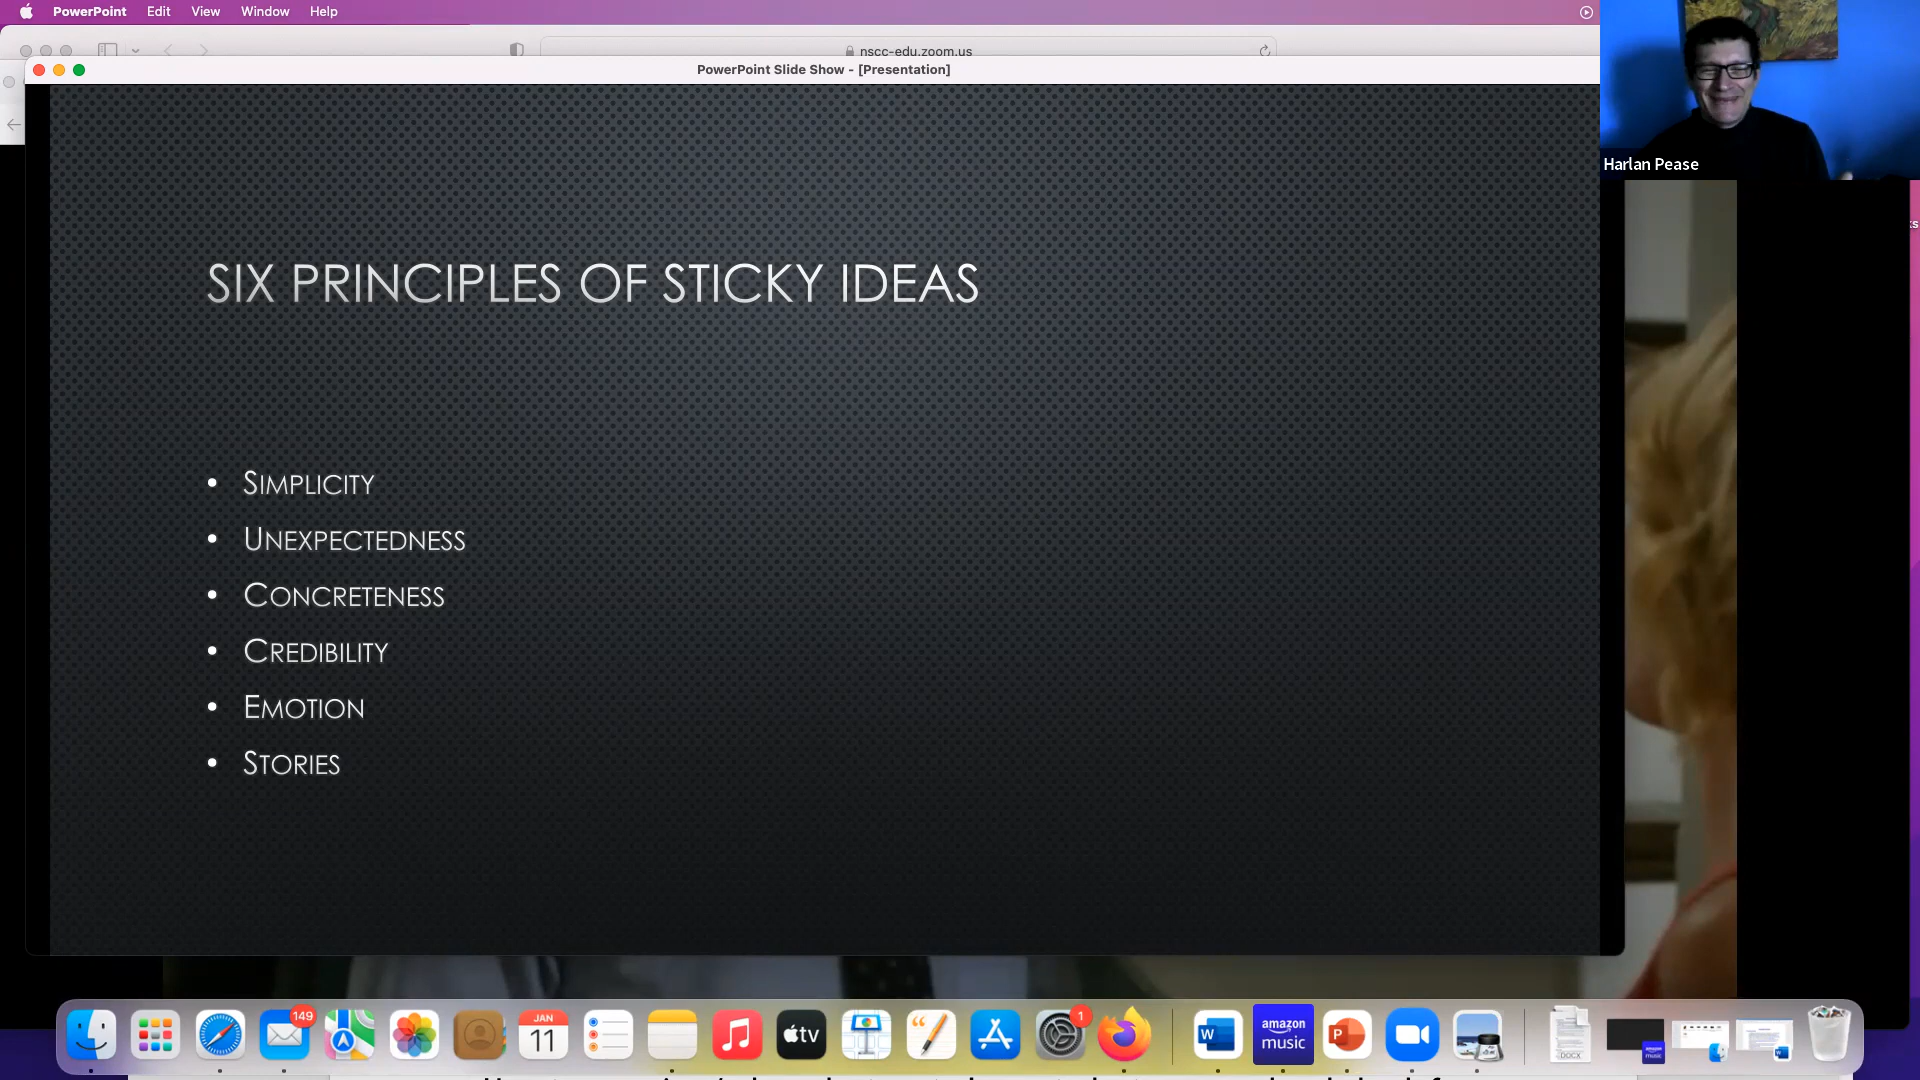 PowerPoint Edit View Window Help
nscc-edu.zoom.us
PowerPoint Slide Show - [Presentation]
Harlan Pease
SIX PRINCIPLES OF STICKY IDEAS
• SIMPLICITY
• UNEXPECTEDNESS
• CONCRETENESS
• CREDIBILITY
• EMOTION
• STORIES
149
JAN
11
tv
1
W
amazon
music
P
DOCX